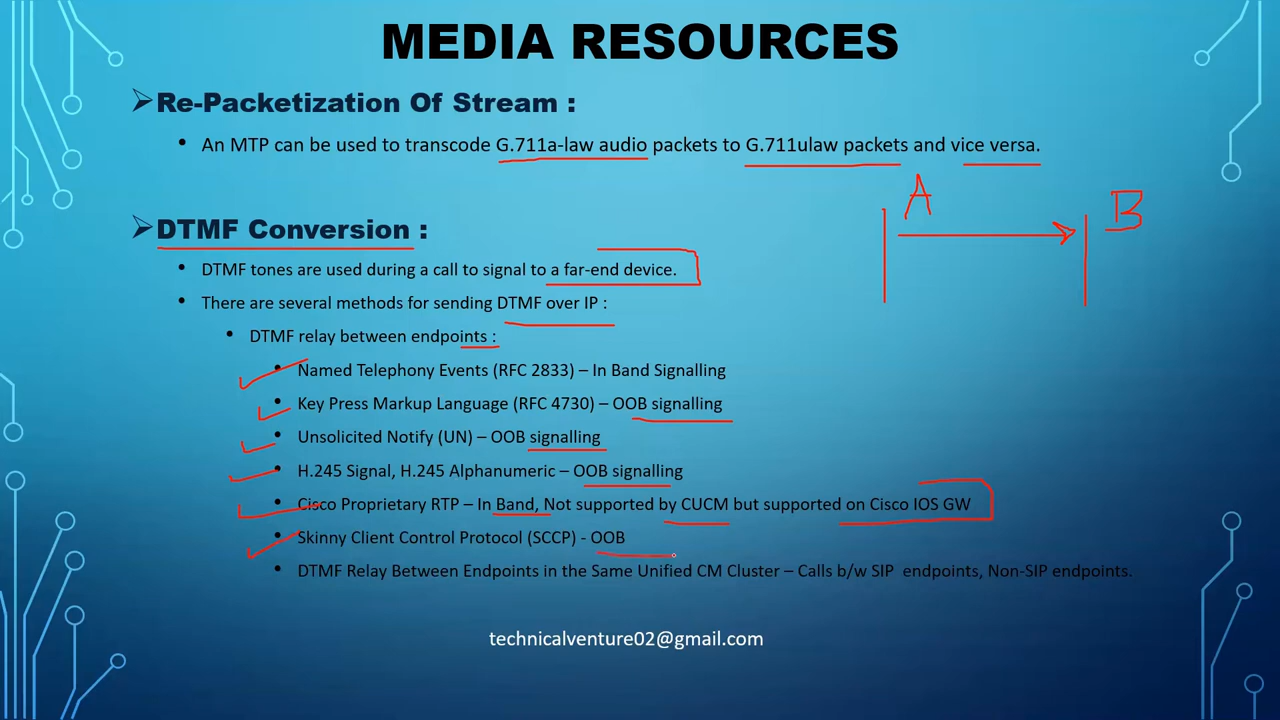 MEDIA RESOURCES
Re-Packetization Of Stream :
An MTP can be used to transcode G.711a-law audio packets to G.711ulaw packets and vice versa.
A
B
DTMF Conversion :
DTMF tones are used during a call to signal to a far-end device.
There are several methods for sending DTMF over IP :
DTMF relay between endpoints :
Named Telephony Events (RFC 2833) – In Band Signalling
Key Press Markup Language (RFC 4730) – OOB signalling
Unsolicited Notify (UN) – OOB signalling
H.245 Signal, H.245 Alphanumeric – OOB signalling
Cisco Proprietary RTP – In Band, Not supported by CUCM but supported on Cisco IOS GW
Skinny Client Control Protocol (SCCP) - OOB
DTMF Relay Between Endpoints in the Same Unified CM Cluster – Calls b/w SIP endpoints, Non-SIP endpoints.
technicalventure02@gmail.com